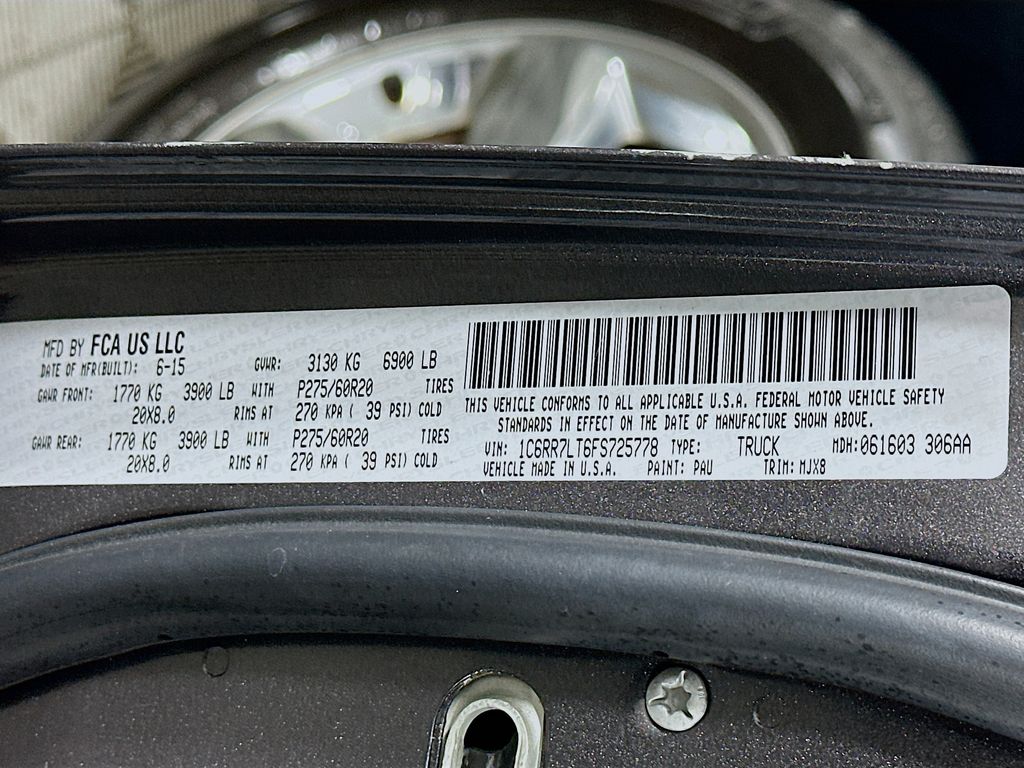 MFD BY FCA US LLC
DATE OF MFR(BUILT): 6-15 GVWR: 3130 KG 6900 LB
GAWR FRONT: 1770 KG 3900 LB WITH P275/60R20 TIRES
20X8.0 RIMS AT 270 KPA ( 39 PSI) COLD
GAWR REAR: 1770 KG 3900 LB WITH P275/60R20 TIRES
20X8.0 RIMS AT 270 KPA ( 39 PSI) COLD
THIS VEHICLE CONFORMS TO ALL APPLICABLE U.S.A. FEDERAL MOTOR VEHICLE SAFETY
STANDARDS IN EFFECT ON THE DATE OF MANUFACTURE SHOWN ABOVE.
VIN: 1C6RR7LT6FS725778 TYPE: TRUCK MDH:061603 306AA
VEHICLE MADE IN U.S.A. PAINT: PAU TRIM: MJX8